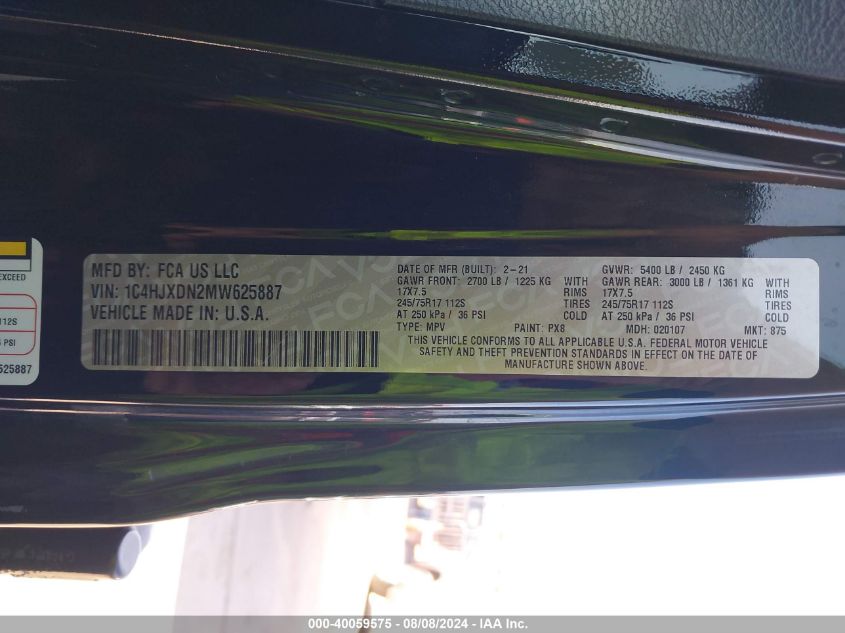 EXCEED
112S
PSI
525887
MFD BY: FCA US LLC
VIN: 1C4HJXDN2MW625887
VEHICLE MADE IN: U.S.A.
DATE OF MFR (BUILT): 2-21 GVWR: 5400 LB / 2450 KG
GAWR FRONT: 2700 LB / 1225 KG WITH GAWR REAR: 3000 LB / 1361 KG WITH
17X7.5 RIMS 17X7.5 RIMS
245/75R17 112S TIRES 245/75R17 112S TIRES
AT 250 kPa / 36 PSI COLD AT 250 kPa / 36 PSI COLD
TYPE: MPV PAINT: PX8 MDH: 020107 MKT: 875
THIS VEHICLE CONFORMS TO ALL APPLICABLE U.S.A. FEDERAL MOTOR VEHICLE
SAFETY AND THEFT PREVENTION STANDARDS IN EFFECT ON THE DATE OF
MANUFACTURE SHOWN ABOVE.
000-40059575 - 08/08/2024 - IAA Inc.